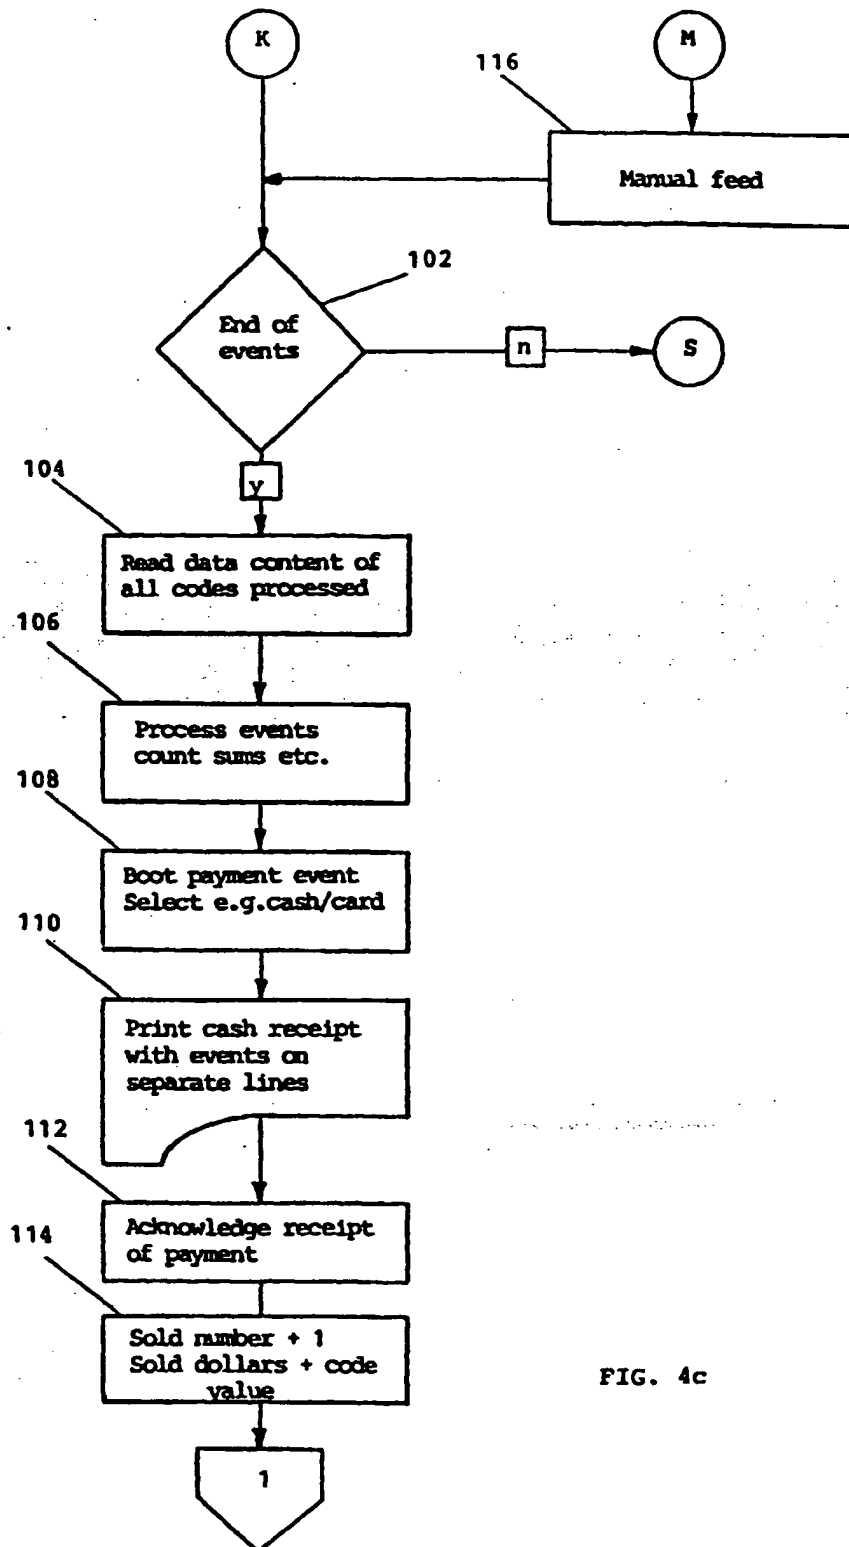 K
M
116
Manual feed
102
End of
events
n
S
104
y
Read data content of
all codes processed
106
Process events
count sums etc.
108
Boot payment event
Select e.g.cash/card
110
Print cash receipt
with events on
separate lines
112
Acknowledge receipt
of payment
114
Sold number + 1
Sold dollars + code
value
FIG. 4c
1